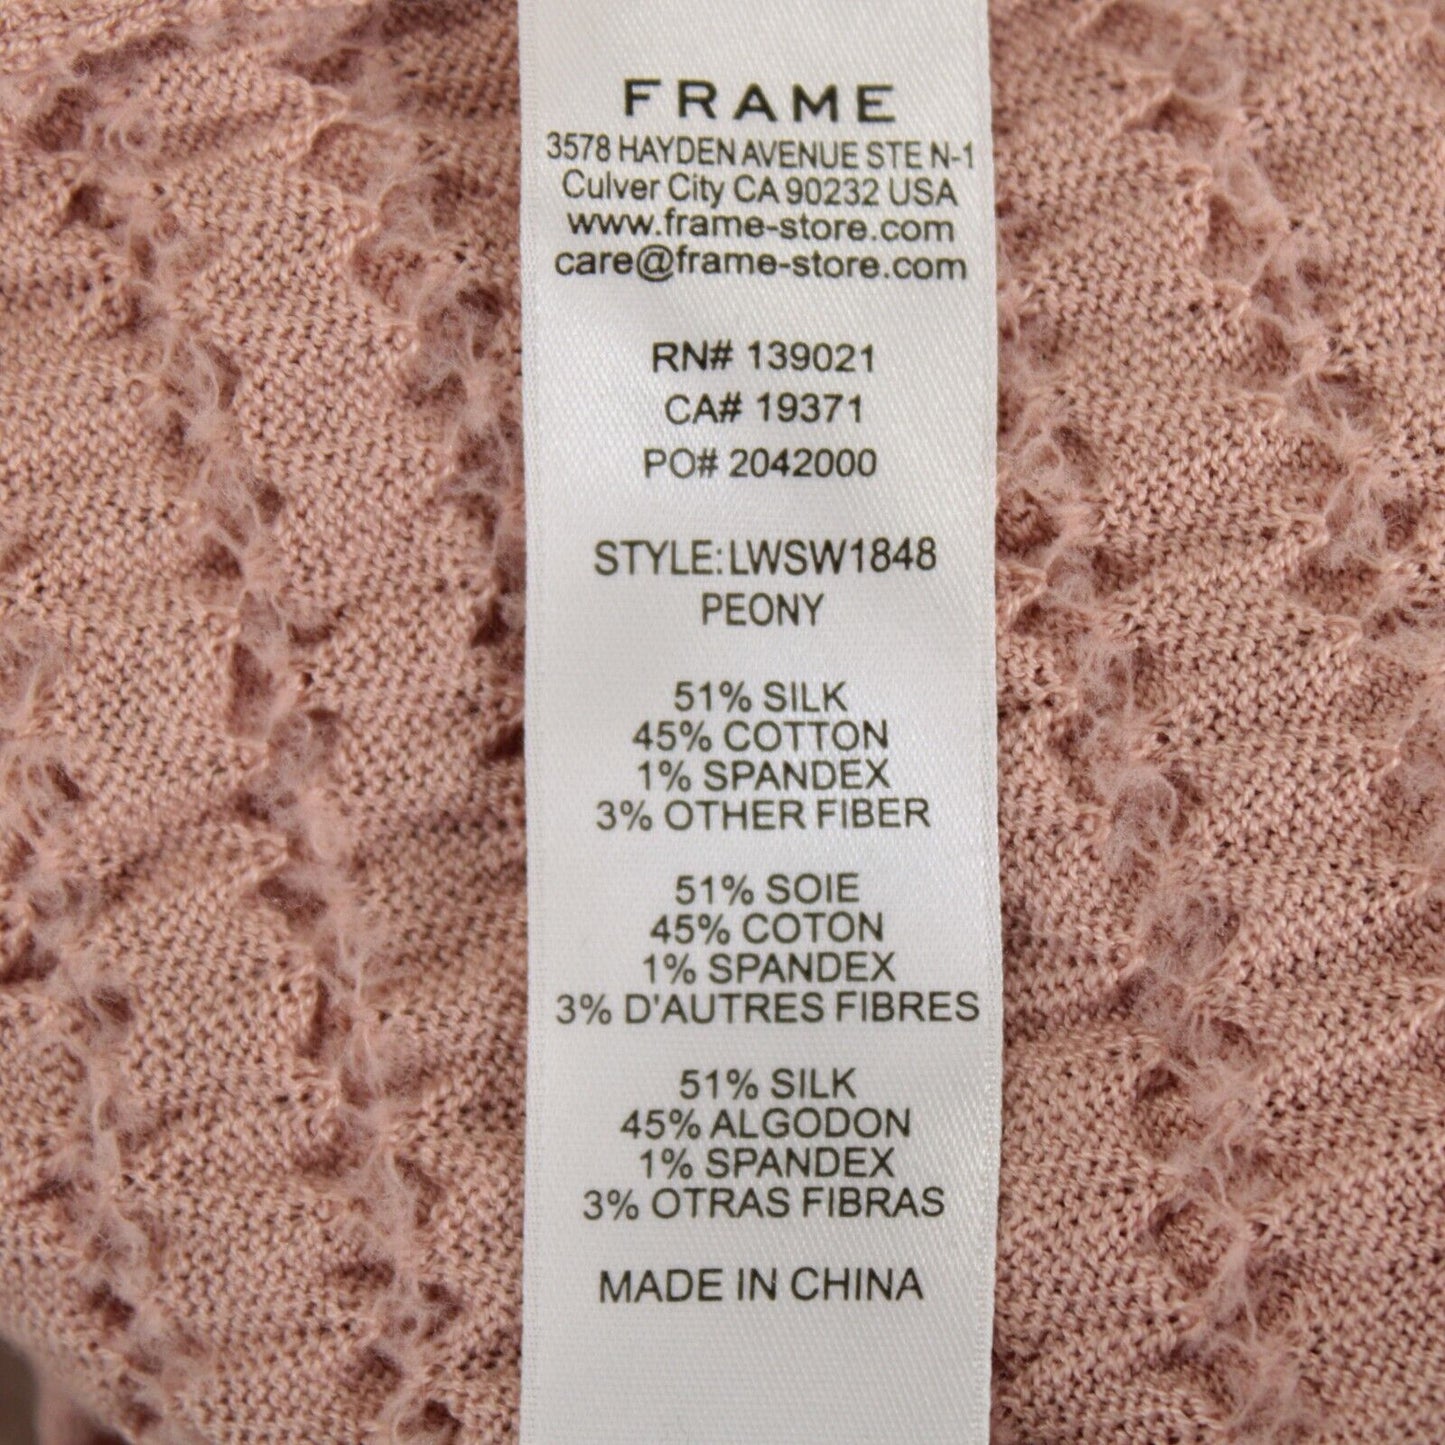 FRAME
3578 HAYDEN AVENUE STE N-1
Culver City CA 90232 USA
www.frame-store.com
care@frame-store.com
RN# 139021
CA# 19371
PO# 2042000
STYLE:LWSW1848
PEONY
51% SILK
45% COTTON
1% SPANDEX
3% OTHER FIBER
51% SOIE
45% COTON
1% SPANDEX
3% D'AUTRES FIBRES
51% SILK
45% ALGODON
1% SPANDEX
3% OTRAS FIBRAS
MADE IN CHINA